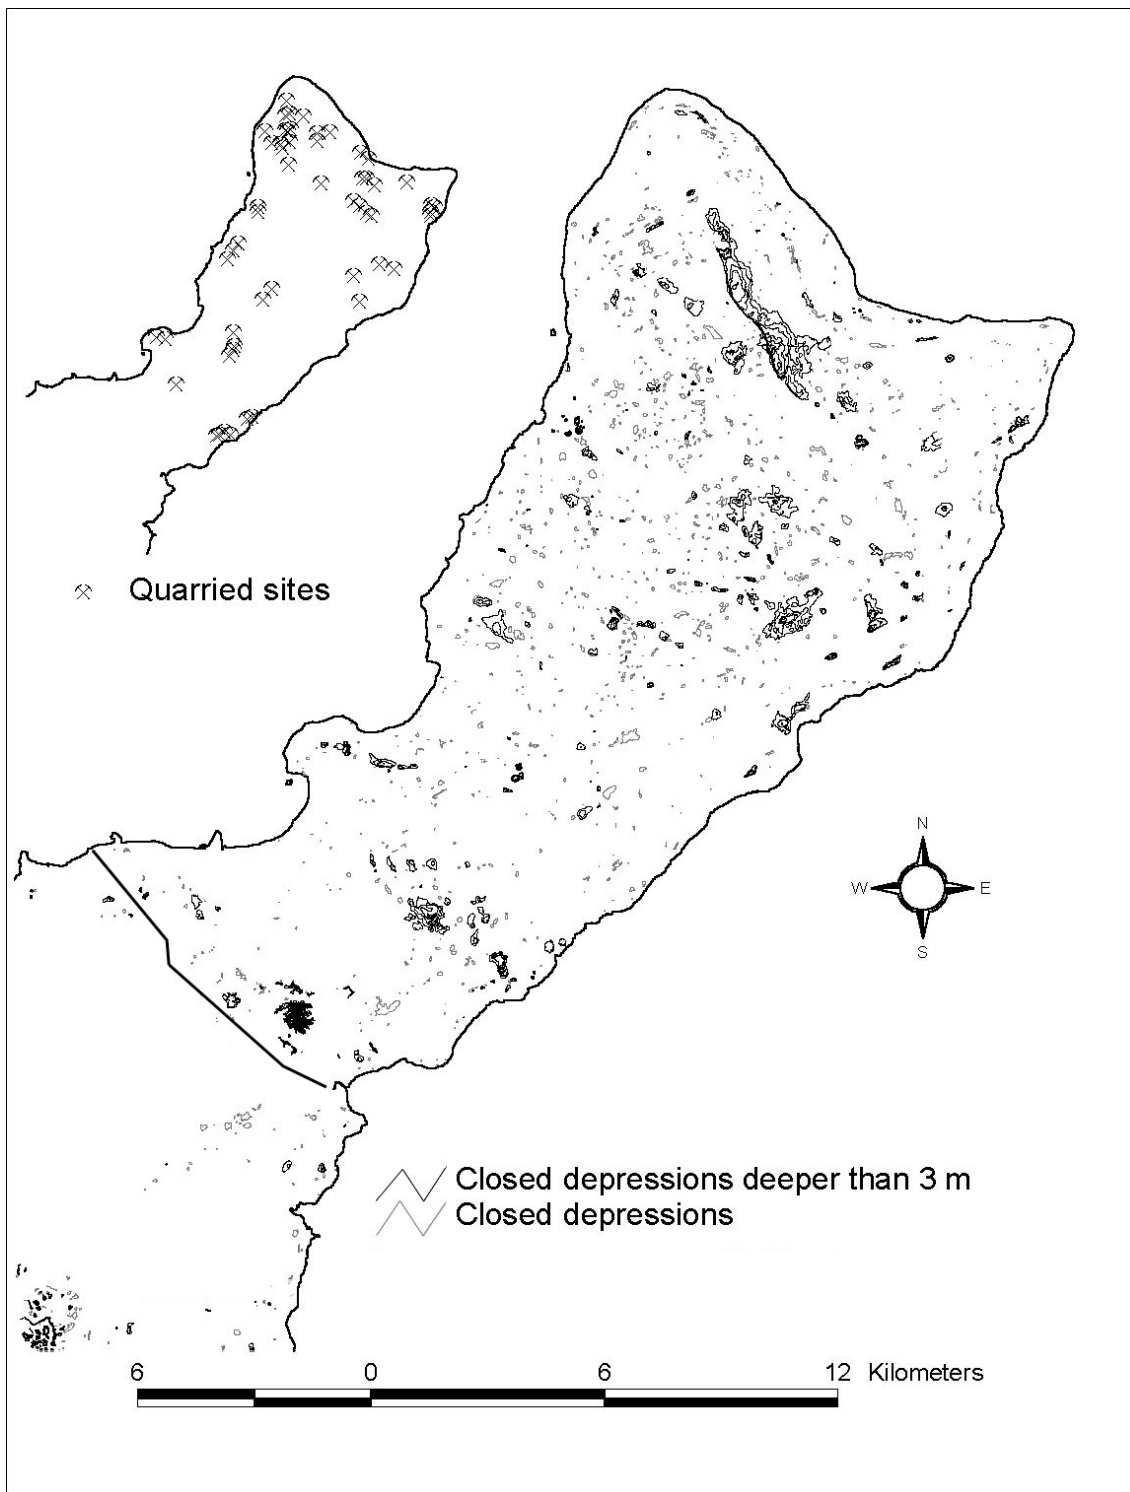 Quarried sites
N
W E
S
Closed depressions deeper than 3 m
Closed depressions
6 0 6 12 Kilometers